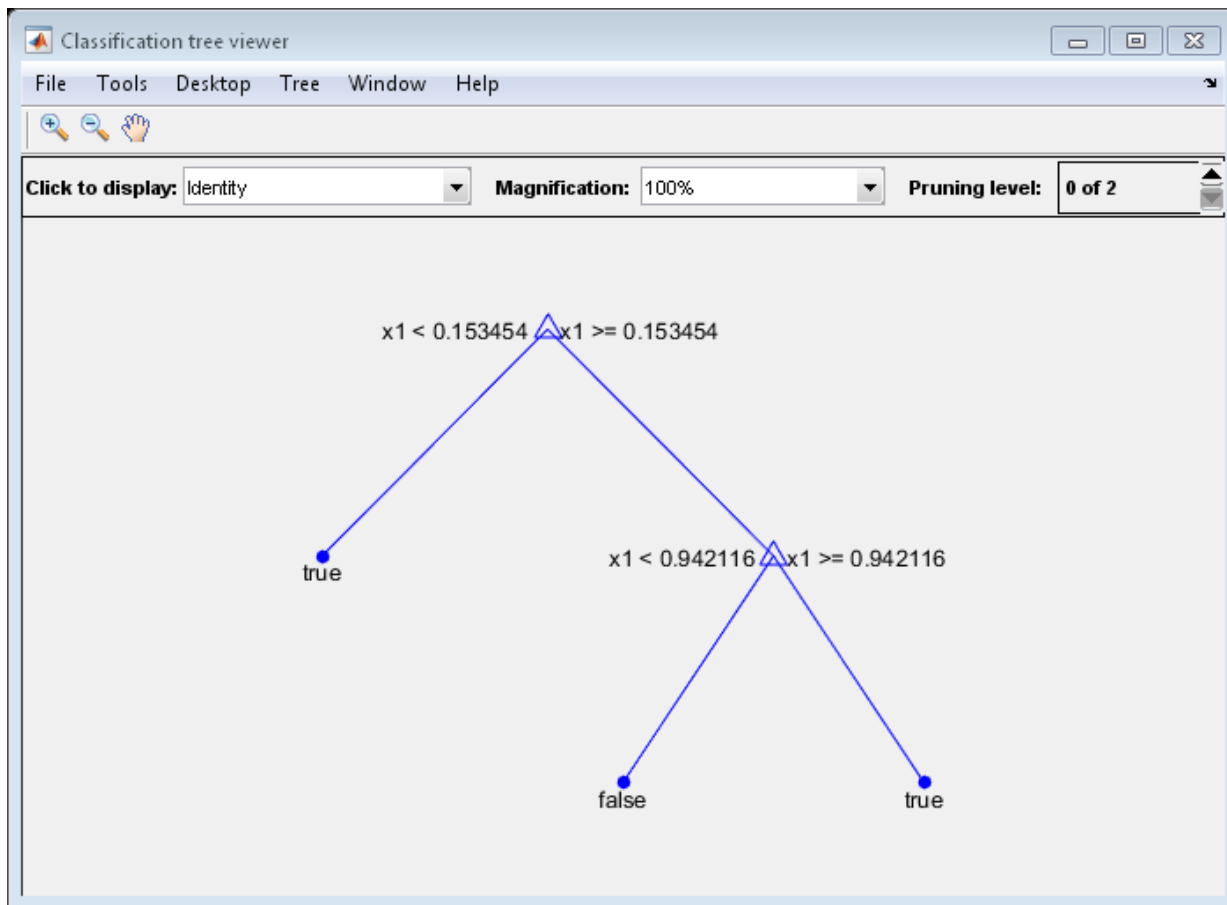 Classification tree viewer
File Tools Desktop Tree Window Help
Click to display: Identity Magnification: 100% Pruning level: 0 of 2
x1 < 0.153454 x1 >= 0.153454
true
x1 < 0.942116 x1 >= 0.942116
false
true